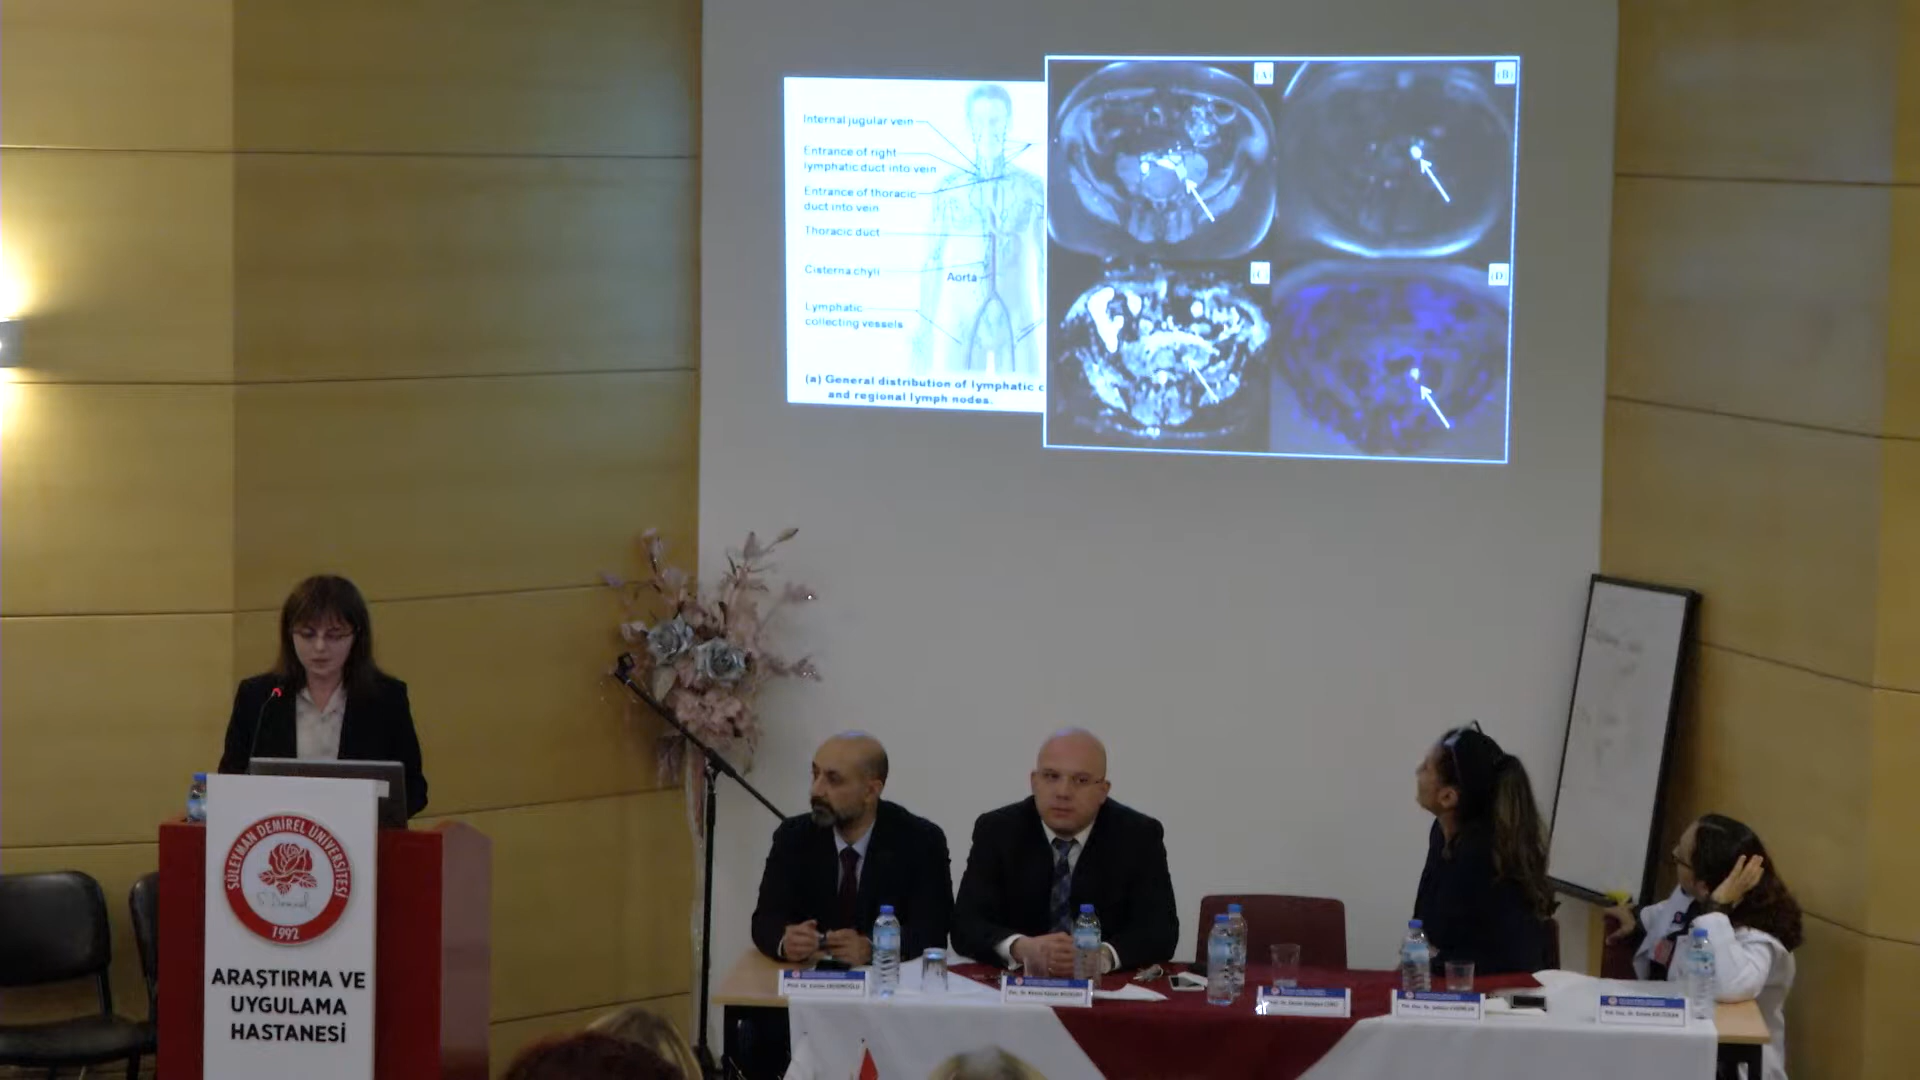 Internal jugular vein
Entrance of right
lymphatic duct into vein
Entrance of thoracic
duct into vein
Thoracic duct
Cisterna chyli
Aorta
Lymphatic
collecting vessels
(a) General distribution of lymphatic c
and regional lymph nodes.
(A)
(B)
(C)
(D)
SÜLEYMAN DEMİREL ÜNİVERSİTESİ
S. Demirel
1992
ARAŞTIRMA VE
UYGULAMA
HASTANESİ